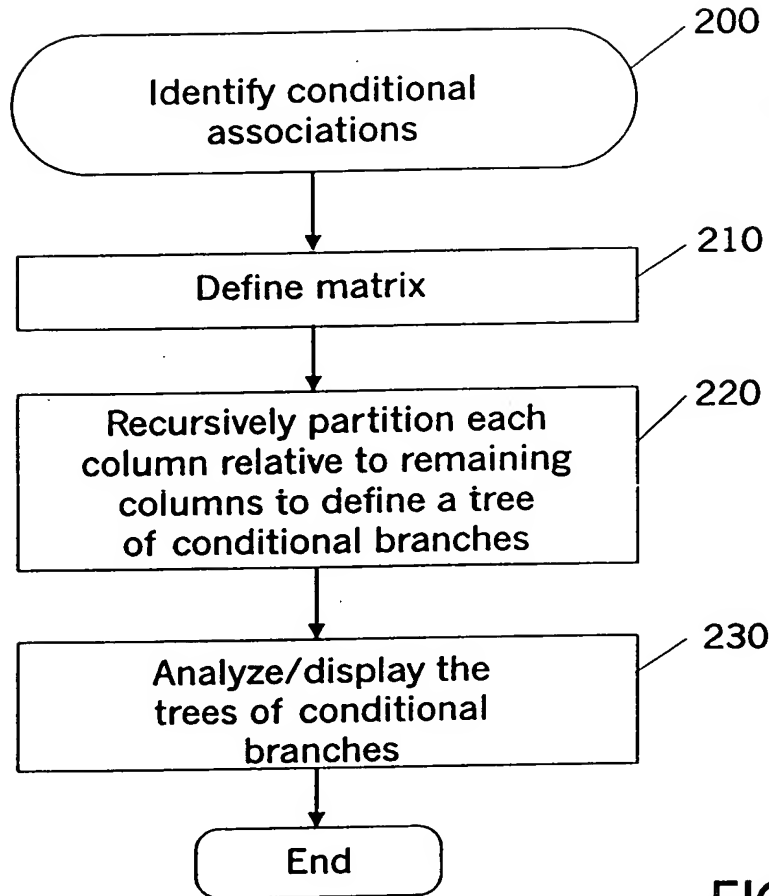 200
Identify conditional
associations
210
Define matrix
220
Recursively partition each
column relative to remaining
columns to define a tree
of conditional branches
230
Analyze/display the
trees of conditional
branches
End